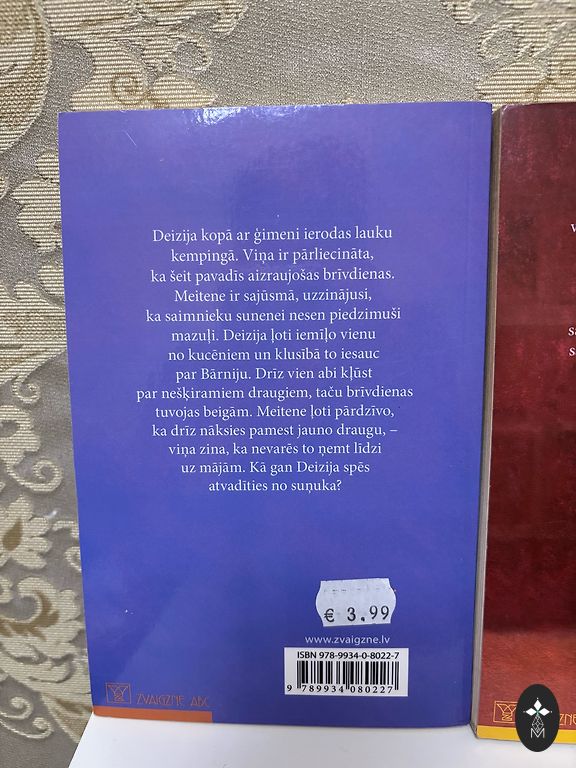 Deizija kopā ar ģimeni ierodas lauku
kempingā. Viņa ir pārliecināta,
ka šeit pavadīs aizraujošas brīvdienas.
Meitene ir sajūsmā, uzzinājusi,
ka saimnieku sunenei nesen piedzimuši
mazuļi. Deizija ļoti iemīļo vienu
no kucēniem un klusībā to iesauc
par Bārniju. Drīz vien abi kļūst
par nešķiramiem draugiem, taču brīvdienas
tuvojas beigām. Meitene ļoti pārdzīvo,
ka drīz nāksies pamest jauno draugu, –
viņa zina, ka nevarēs to ņemt līdzi
uz mājām. Kā gan Deizija spēs
atvadīties no suņuka?
€ 3.99
www.zvaigzne.lv
ISBN 978-9934-0-8022-7
9 789934 080227
ZVAIGZNE ABC